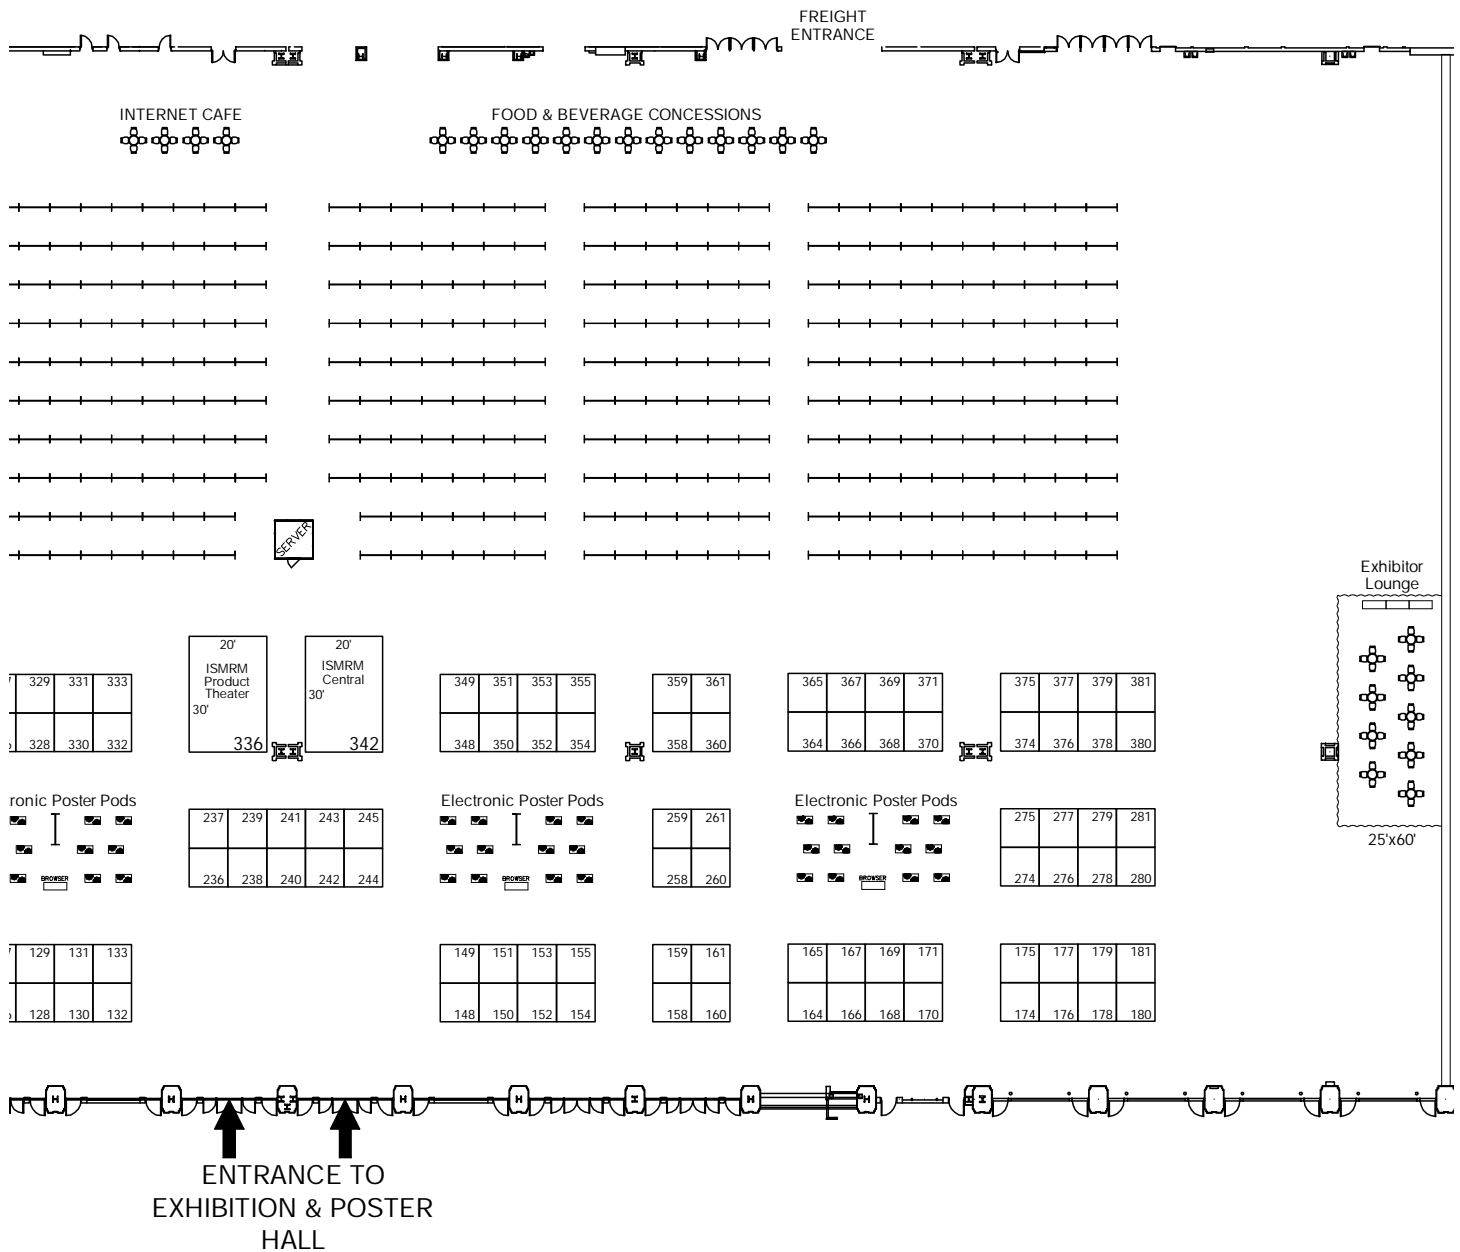 FREIGHT
ENTRANCE
INTERNET CAFE
FOOD & BEVERAGE CONCESSIONS
SERVER
Exhibitor
Lounge
25'x60'
20'
ISMRM
Product
Theater
30'
336
20'
ISMRM
Central
30'
342
329 331 333
328 330 332
349 351 353 355
348 350 352 354
359 361
358 360
365 367 369 371
364 366 368 370
375 377 379 381
374 376 378 380
ronic Poster Pods
BROWSER
237 239 241 243 245
236 238 240 242 244
Electronic Poster Pods
BROWSER
259 261
258 260
Electronic Poster Pods
BROWSER
275 277 279 281
274 276 278 280
129 131 133
128 130 132
149 151 153 155
148 150 152 154
159 161
158 160
165 167 169 171
164 166 168 170
175 177 179 181
174 176 178 180
ENTRANCE TO
EXHIBITION & POSTER
HALL